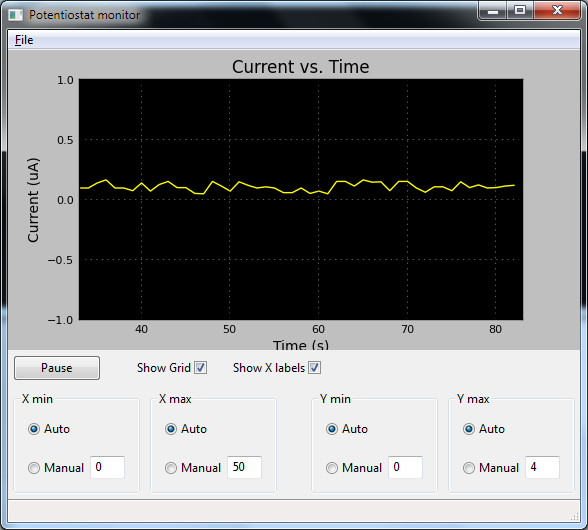 Potentiostat monitor
File
Current vs. Time
1.0
0.5
0.0
−0.5
−1.0
Current (uA)
40 50 60 70 80
Time (s)
Pause Show Grid Show X labels
X min X max Y min Y max
Auto Auto Auto Auto
Manual 0 Manual 50 Manual 0 Manual 4